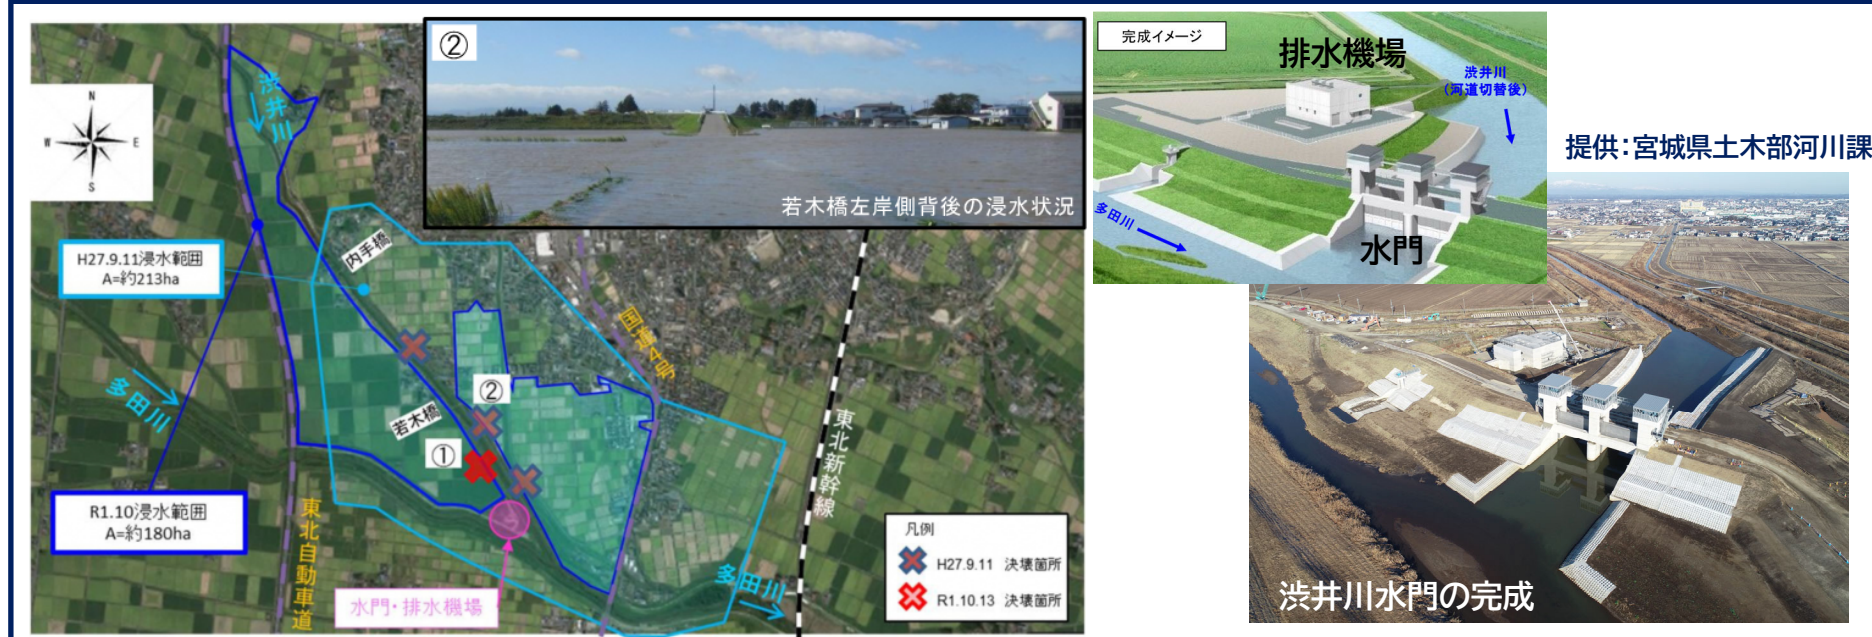 ②
若木橋左岸側背後の浸水状況
N
W
E
S
渋井川
H27.9.11浸水範囲
A=約213ha
内手橋
国道4号
②
若木橋
①
多田川
R1.10浸水範囲
A=約180ha
東北自動車道
水門・排水機場
東北新幹線
多田川
凡例
H27.9.11 決壊箇所
R1.10.13 決壊箇所
完成イメージ
排水機場
渋井川
(河道切替後)
多田川
水門
提供:宮城県土木部河川課
渋井川水門の完成